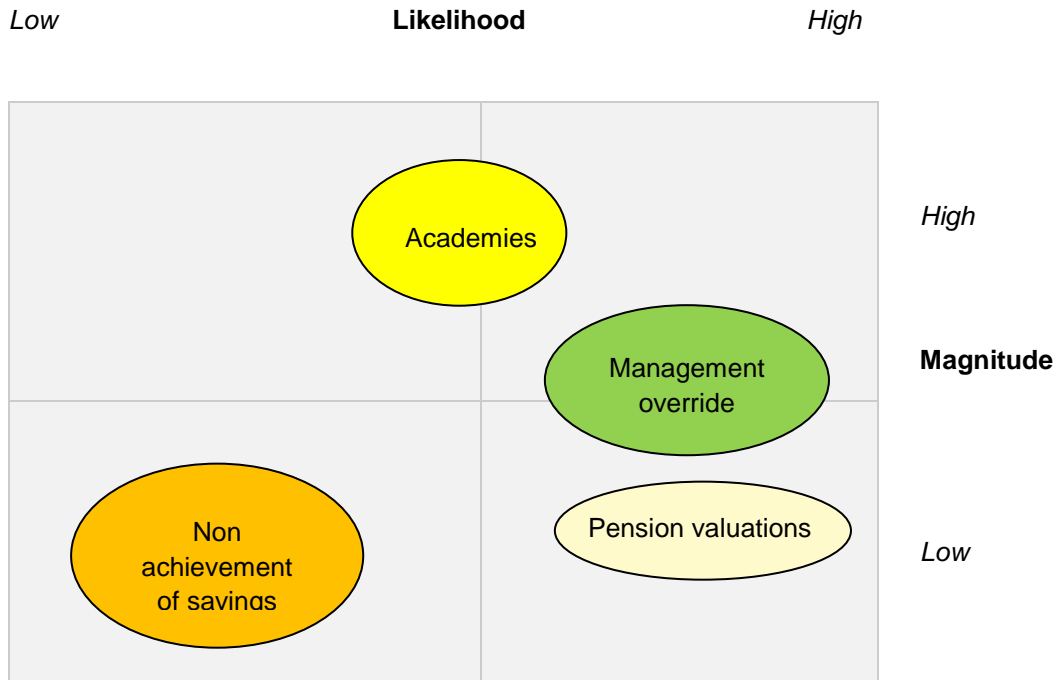 Low Likelihood High
Academies
High
Management
override
Magnitude
Pension valuations
Non
achievement
of savings
Low